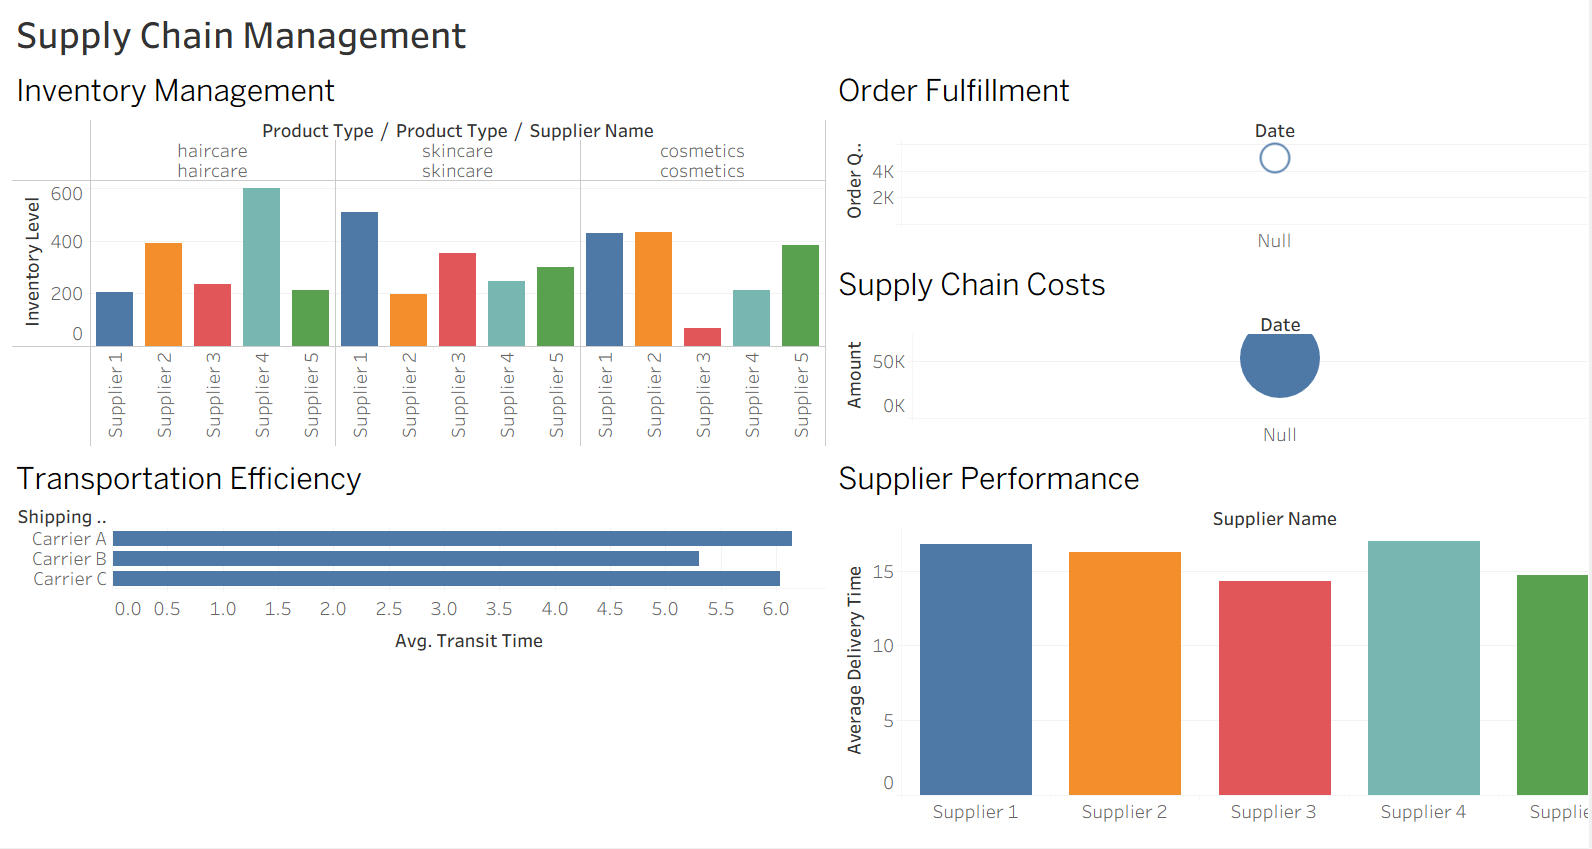 Supply Chain Management
Inventory Management
Product Type / Product Type / Supplier Name
haircare skincare cosmetics
haircare skincare cosmetics
Inventory Level
600
400
200
0
Supplier 1 Supplier 2 Supplier 3 Supplier 4 Supplier 5 Supplier 1 Supplier 2 Supplier 3 Supplier 4 Supplier 5 Supplier 1 Supplier 2 Supplier 3 Supplier 4 Supplier 5
Order Fulfillment
Date
Order Q..
4K
2K
Null
Supply Chain Costs
Date
Amount
50K
0K
Null
Transportation Efficiency
Shipping ..
Carrier A
Carrier B
Carrier C
0.0 0.5 1.0 1.5 2.0 2.5 3.0 3.5 4.0 4.5 5.0 5.5 6.0
Avg. Transit Time
Supplier Performance
Supplier Name
Average Delivery Time
15
10
5
0
Supplier 1 Supplier 2 Supplier 3 Supplier 4 Supplie